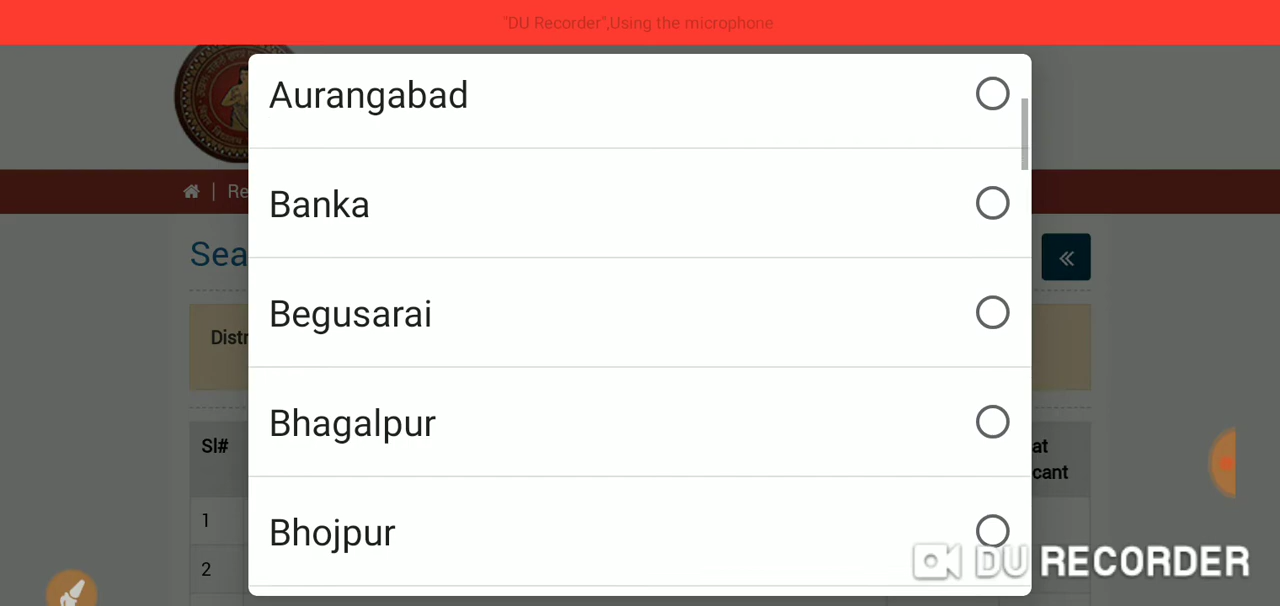 "DU Recorder",Using the microphone
Aurangabad
| Re
Banka
Sea
Begusarai
Distr
Bhagalpur
Sl#
at
cant
1
Bhojpur
2
DU RECORDER